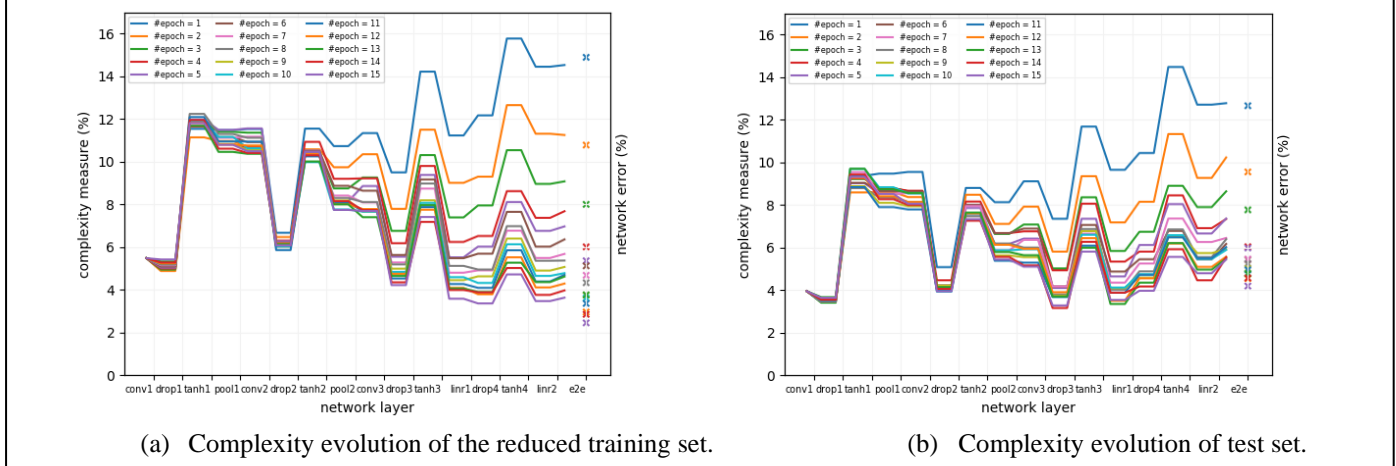 16
14
12
10
8
6
4
2
0
complexity measure (%)
#epoch = 1
#epoch = 2
#epoch = 3
#epoch = 4
#epoch = 5
#epoch = 6
#epoch = 7
#epoch = 8
#epoch = 9
#epoch = 10
#epoch = 11
#epoch = 12
#epoch = 13
#epoch = 14
#epoch = 15
network error (%)
conv1 drop1 tanh1 pool1 conv2 drop2 tanh2 pool2 conv3 drop3 tanh3 linr1 drop4 tanh4 linr2 e2e
network layer
(a) Complexity evolution of the reduced training set.
16
14
12
10
8
6
4
2
0
complexity measure (%)
#epoch = 1
#epoch = 2
#epoch = 3
#epoch = 4
#epoch = 5
#epoch = 6
#epoch = 7
#epoch = 8
#epoch = 9
#epoch = 10
#epoch = 11
#epoch = 12
#epoch = 13
#epoch = 14
#epoch = 15
network error (%)
conv1 drop1 tanh1 pool1 conv2 drop2 tanh2 pool2 conv3 drop3 tanh3 linr1 drop4 tanh4 linr2 e2e
network layer
(b) Complexity evolution of test set.